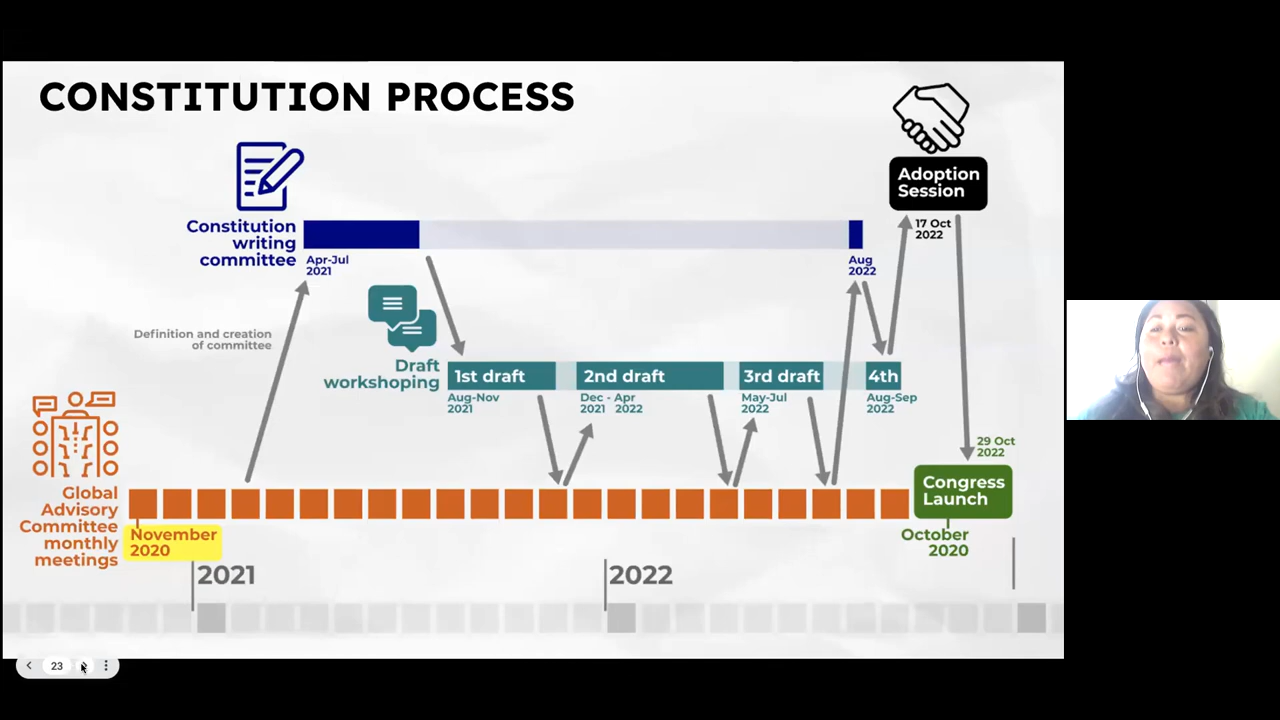 CONSTITUTION PROCESS
Adoption
Session
17 Oct
2022
Constitution
writing
committee
Apr-Jul
2021
Aug
2022
Definition and creation
of committee
Draft
workshoping
1st draft
Aug-Nov
2021
2nd draft
Dec - Apr
2021 2022
3rd draft
May-Jul
2022
4th
Aug-Sep
2022
29 Oct
2022
Congress
Launch
October
2020
Global
Advisory
Committee
monthly
meetings
November
2020
2021
2022
23